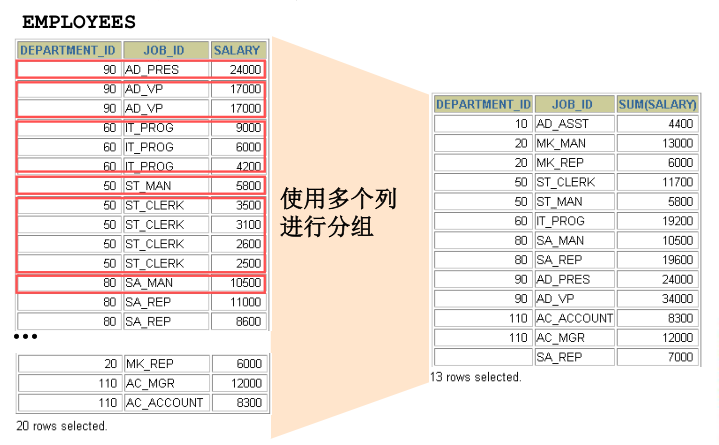 EMPLOYEES
DEPARTMENT_ID JOB_ID SALARY
90 AD_PRES 24000
90 AD_VP 17000
90 AD_VP 17000
60 IT_PROG 9000
60 IT_PROG 6000
60 IT_PROG 4200
50 ST_MAN 5800
50 ST_CLERK 3500
50 ST_CLERK 3100
50 ST_CLERK 2600
50 ST_CLERK 2500
80 SA_MAN 10500
80 SA_REP 11000
80 SA_REP 8600
...
20 MK_REP 6000
110 AC_MGR 12000
110 AC_ACCOUNT 8300
20 rows selected.
使用多个列
进行分组
DEPARTMENT_ID JOB_ID SUM(SALARY)
10 AD_ASST 4400
20 MK_MAN 13000
20 MK_REP 6000
50 ST_CLERK 11700
50 ST_MAN 5800
60 IT_PROG 19200
80 SA_MAN 10500
80 SA_REP 19600
90 AD_PRES 24000
90 AD_VP 34000
110 AC_ACCOUNT 8300
110 AC_MGR 12000
SA_REP 7000
13 rows selected.